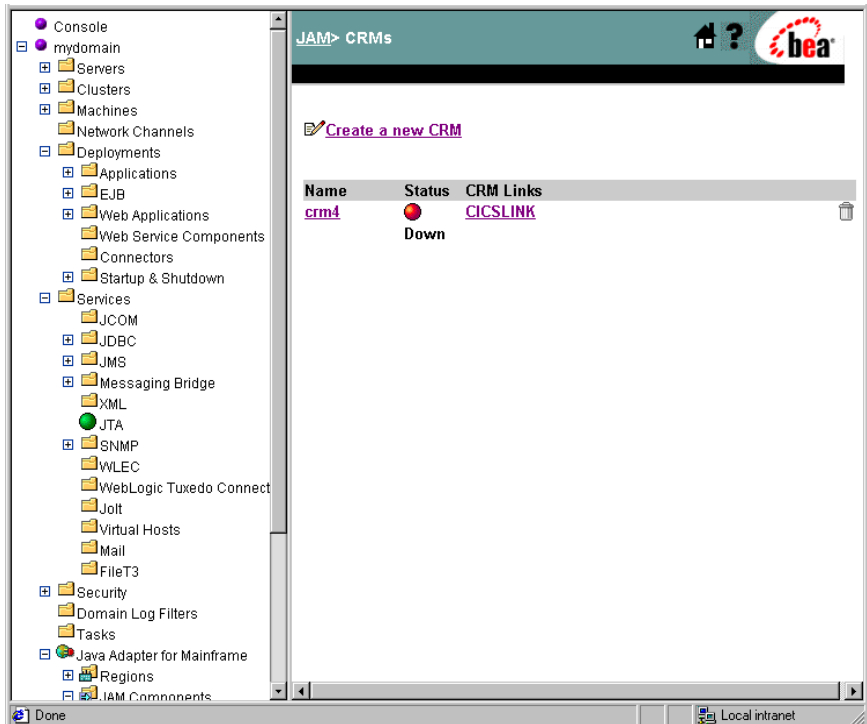 Console
mydomain
Servers
Clusters
Machines
Network Channels
Deployments
Applications
EJB
Web Applications
Web Service Components
Connectors
Startup & Shutdown
Services
JCOM
JDBC
JMS
Messaging Bridge
XML
JTA
SNMP
WLEC
WebLogic Tuxedo Connect
Jolt
Virtual Hosts
Mail
FileT3
Security
Domain Log Filters
Tasks
Java Adapter for Mainframe
Regions
JAM Components
JAM> CRMs
?
bea
Create a new CRM
Name Status CRM Links
crm4 CICSLINK
Down
Done Local intranet